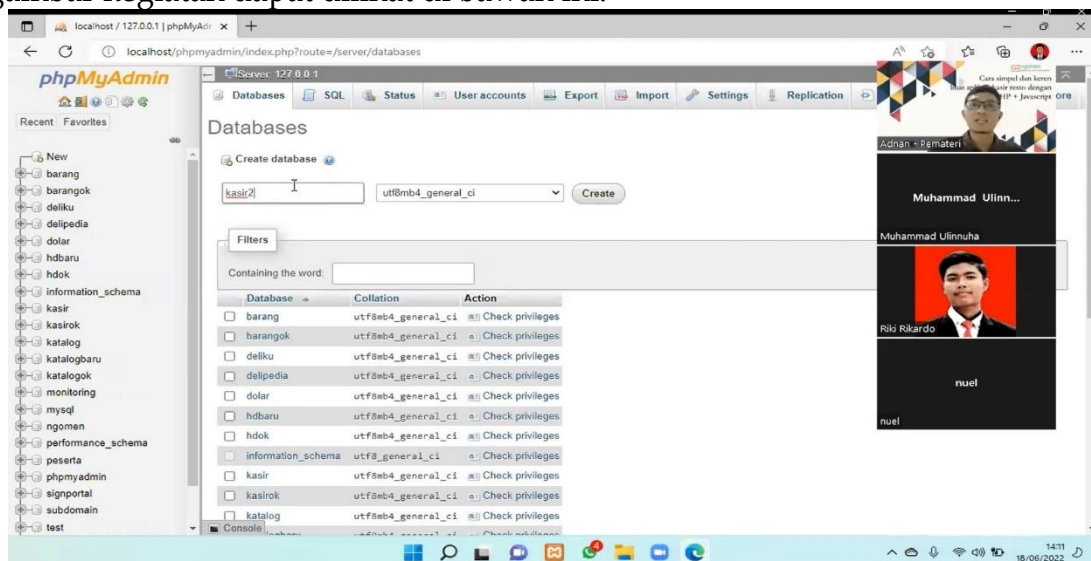 localhost / 127.0.0.1 | phpMyAdr
localhost/phpmyadmin/index.php?route=/server/databases
phpMyAdmin
Recent Favorites
New
barang
barangok
deliku
delipedia
dolar
hdbaru
hdok
information_schema
kasir
kasirok
katalog
katalogbaru
katalogok
monitoring
mysql
ngomen
performance_schema
peserta
phpmyadmin
signportal
subdomain
test
Server: 127.0.0.1
Databases SQL Status User accounts Export Import Settings Replication
Databases
Create database
kasir2 utf8mb4_general_ci Create
Filters
Containing the word:
Database Collation Action
barang utf8mb4_general_ci Check privileges
barangok utf8mb4_general_ci Check privileges
deliku utf8mb4_general_ci Check privileges
delipedia utf8mb4_general_ci Check privileges
dolar utf8mb4_general_ci Check privileges
hdbaru utf8mb4_general_ci Check privileges
hdok utf8mb4_general_ci Check privileges
information_schema utf8_general_ci Check privileges
kasir utf8mb4_general_ci Check privileges
kasirok utf8mb4_general_ci Check privileges
katalog utf8mb4_general_ci Check privileges
Console
Cara simpel dan keren
Adnan - Pemateri
Muhammad Ulinn...
Muhammad Ulinnuha
Riki Rikardo
nuel
nuel
14:11
18/06/2022